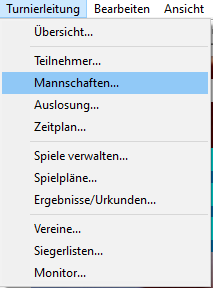 Turnierleitung Bearbeiten Ansicht
Übersicht...
Teilnehmer...
Mannschaften...
Auslosung...
Zeitplan...
Spiele verwalten...
Spielpläne...
Ergebnisse/Urkunden...
Vereine...
Siegerlisten...
Monitor...